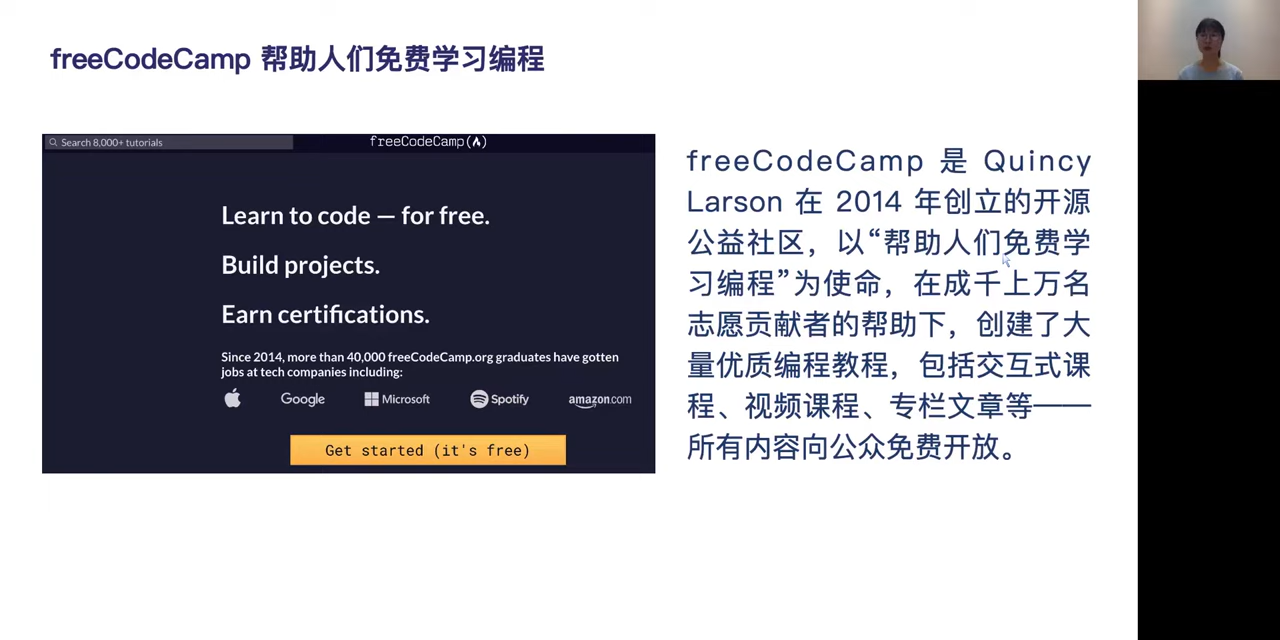 freeCodeCamp 帮助人们免费学习编程
Search 8,000+ tutorials
freeCodeCamp(🔥)
Learn to code — for free.
Build projects.
Earn certifications.
Since 2014, more than 40,000 freeCodeCamp.org graduates have gotten
jobs at tech companies including:
Google
Microsoft
Spotify
amazon.com
Get started (it's free)
freeCodeCamp 是 Quincy
Larson 在 2014 年创立的开源
公益社区，以“帮助人们免费学
习编程”为使命，在成千上万名
志愿贡献者的帮助下，创建了大
量优质编程教程，包括交互式课
程、视频课程、专栏文章等——
所有内容向公众免费开放。